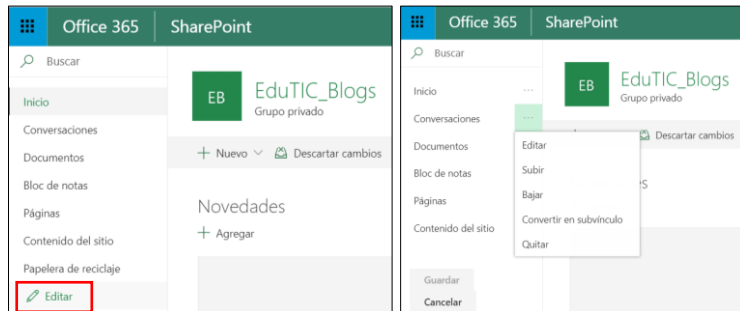 Office 365 SharePoint
Buscar
EB
EduTIC_Blogs
Grupo privado
Inicio
Conversaciones
Documentos
Bloc de notas
Páginas
Contenido del sitio
Papelera de reciclaje
Editar
+ Nuevo Descartar cambios
Novedades
+ Agregar
Office 365 SharePoint
Buscar
EB
EduTIC_Blogs
Grupo privado
Inicio ...
Conversaciones ...
Documentos
Bloc de notas
Páginas
Contenido del sitio
Guardar
Cancelar
Descartar cambios
Editar
Subir
Bajar
Convertir en subvínculo
Quitar